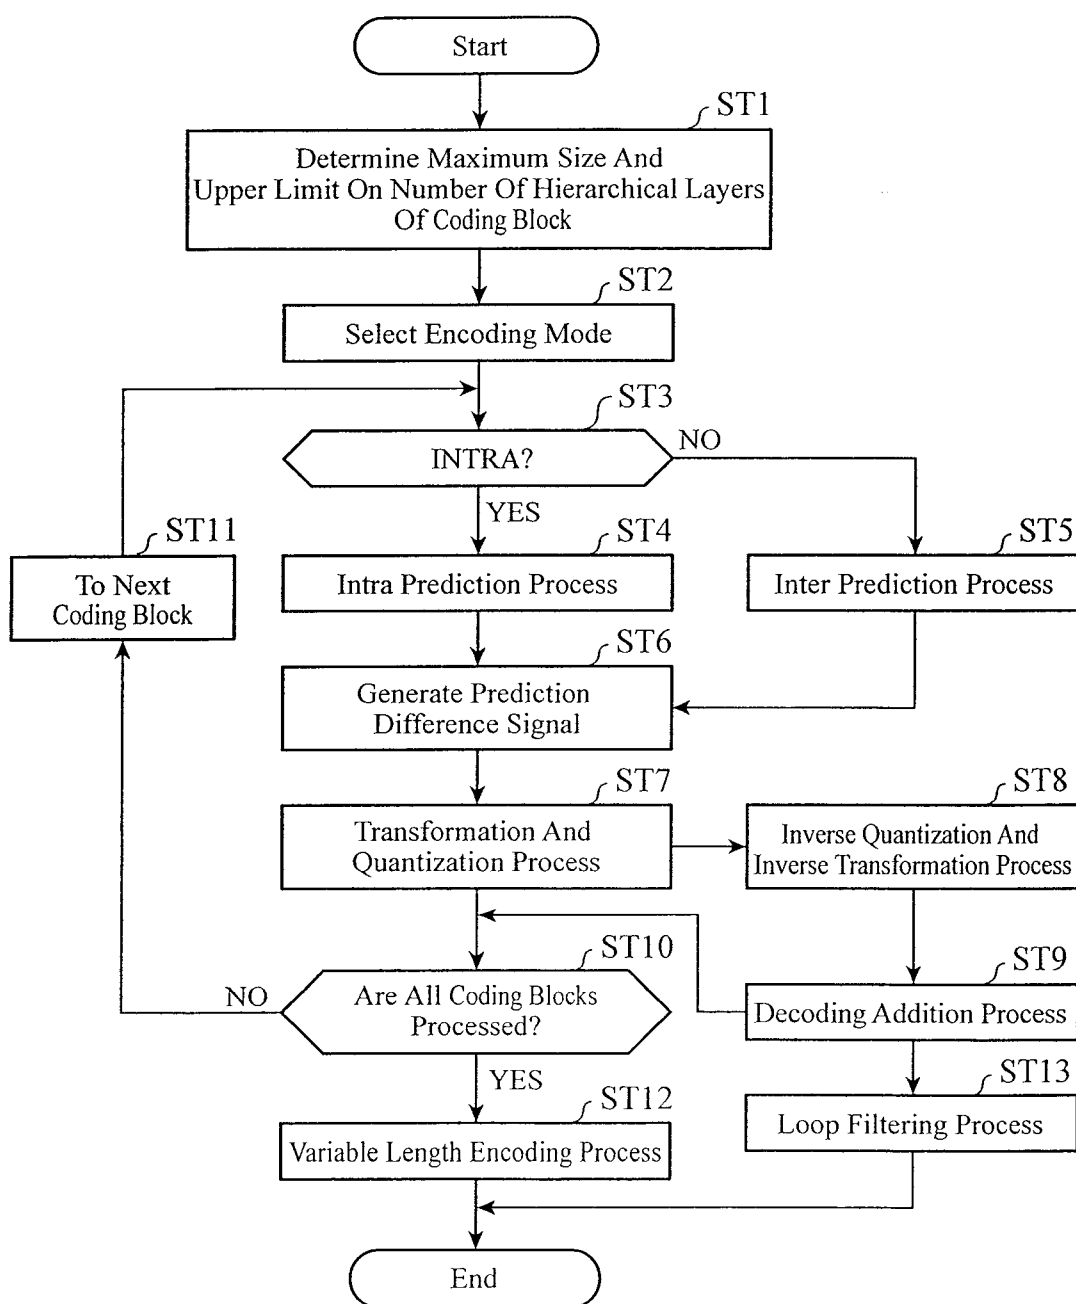 Start
ST1
Determine Maximum Size And
Upper Limit On Number Of Hierarchical Layers
Of Coding Block
ST2
Select Encoding Mode
ST3
INTRA?
NO
YES
ST11
To Next
Coding Block
ST4
Intra Prediction Process
ST5
Inter Prediction Process
ST6
Generate Prediction
Difference Signal
ST7
Transformation And
Quantization Process
ST8
Inverse Quantization And
Inverse Transformation Process
ST10
Are All Coding Blocks
Processed?
NO
YES
ST9
Decoding Addition Process
ST13
Loop Filtering Process
ST12
Variable Length Encoding Process
End